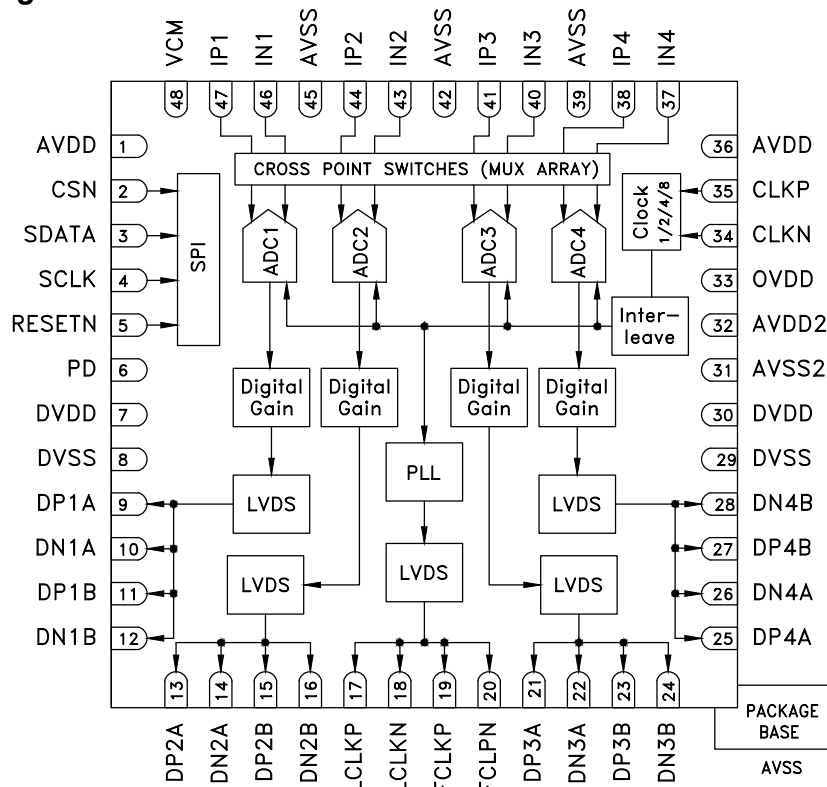 VCM IP1 IN1 AVSS IP2 IN2 AVSS IP3 IN3 AVSS IP4 IN4
48 47 46 45 44 43 42 41 40 39 38 37
AVDD 1
CSN 2
SDATA 3
SCLK 4
RESETN 5
PD 6
DVDD 7
DVSS 8
DP1A 9
DN1A 10
DP1B 11
DN1B 12
CROSS POINT SWITCHES (MUX ARRAY)
SPI
ADC1 ADC2 ADC3 ADC4
Clock
1/2/4/8
Inter-
leave
Digital
Gain
Digital
Gain
Digital
Gain
Digital
Gain
PLL
LVDS
LVDS
LVDS
LVDS
LVDS
36 AVDD
35 CLKP
34 CLKN
33 OVDD
32 AVDD2
31 AVSS2
30 DVDD
29 DVSS
28 DN4B
27 DP4B
26 DN4A
25 DP4A
13 14 15 16 17 18 19 20 21 22 23 24
DP2A DN2A DP2B DN2B LCLKP LCLKN FCLKP FCLPN DP3A DN3A DP3B DN3B
PACKAGE
BASE
AVSS